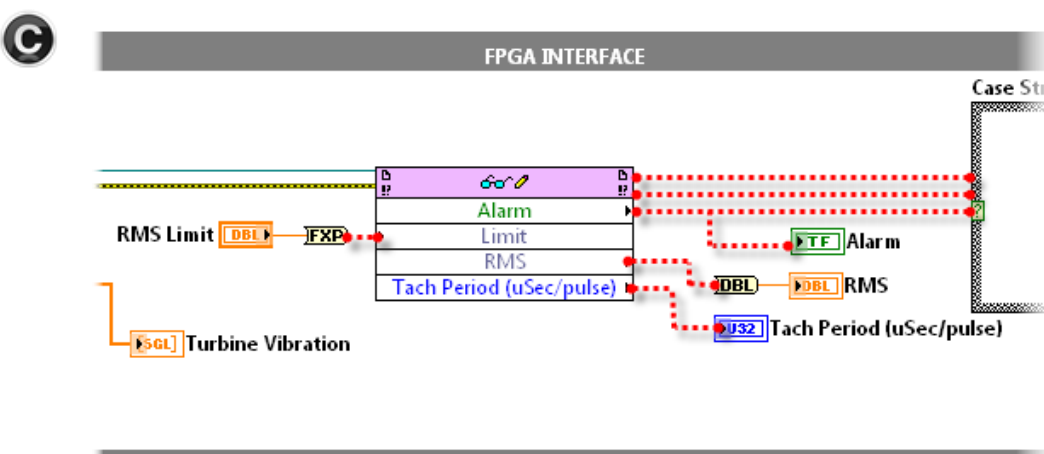 C
FPGA INTERFACE
Case Str
Alarm
RMS Limit DBL FXP Limit
TF Alarm
RMS
DBL DBL RMS
Tach Period (uSec/pulse)
U32 Tach Period (uSec/pulse)
SGL] Turbine Vibration
!?
!?
?